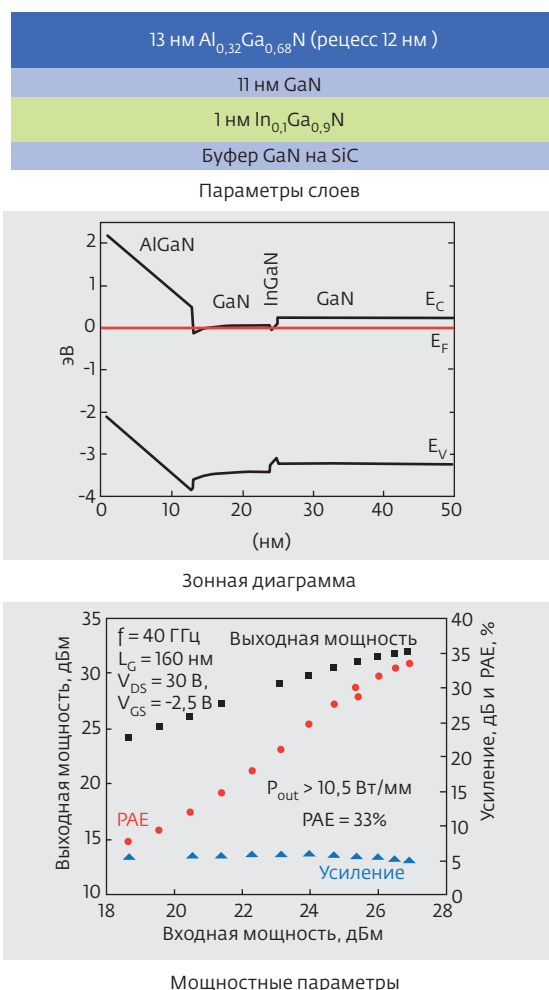 13 нм Al0,32Ga0,68N (рецесс 12 нм )
11 нм GaN
1 нм In0,1Ga0,9N
Буфер GaN на SiC
Параметры слоев
2
1
0
-1
-2
-3
-4
эВ
AlGaN
GaN
InGaN
GaN
EC
EF
EV
0
10
20
30
40
50
(нм)
Зонная диаграмма
35
30
25
20
15
10
Выходная мощность, дБм
f = 40 ГГц
LG = 160 нм
VDS = 30 В,
VGS = -2,5 В
Выходная мощность
Pout > 10,5 Вт/мм
PAE = 33%
PAE
Усиление
40
35
30
25
20
15
10
5
0
Усиление, дБ и PAE, %
18
20
22
24
26
28
Входная мощность, дБм
Мощностные параметры